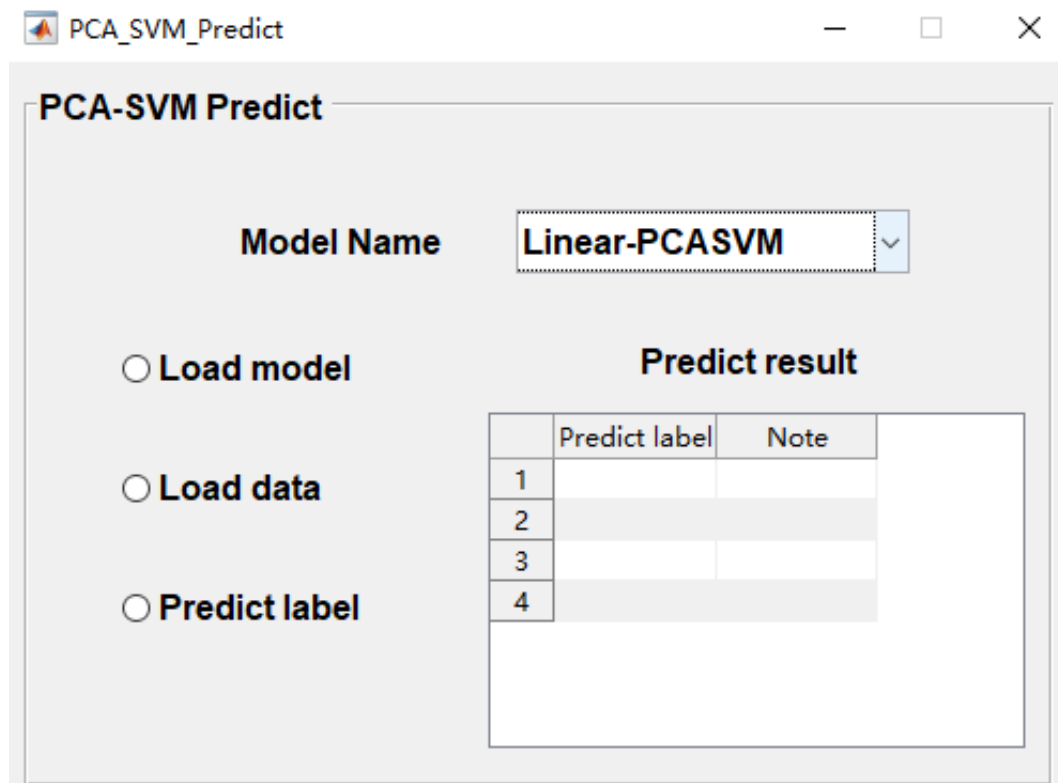 PCA_SVM_Predict
PCA-SVM Predict
Model Name
Linear-PCASVM
Load model
Predict result
Predict label Note
1
Load data
2
3
4
Predict label